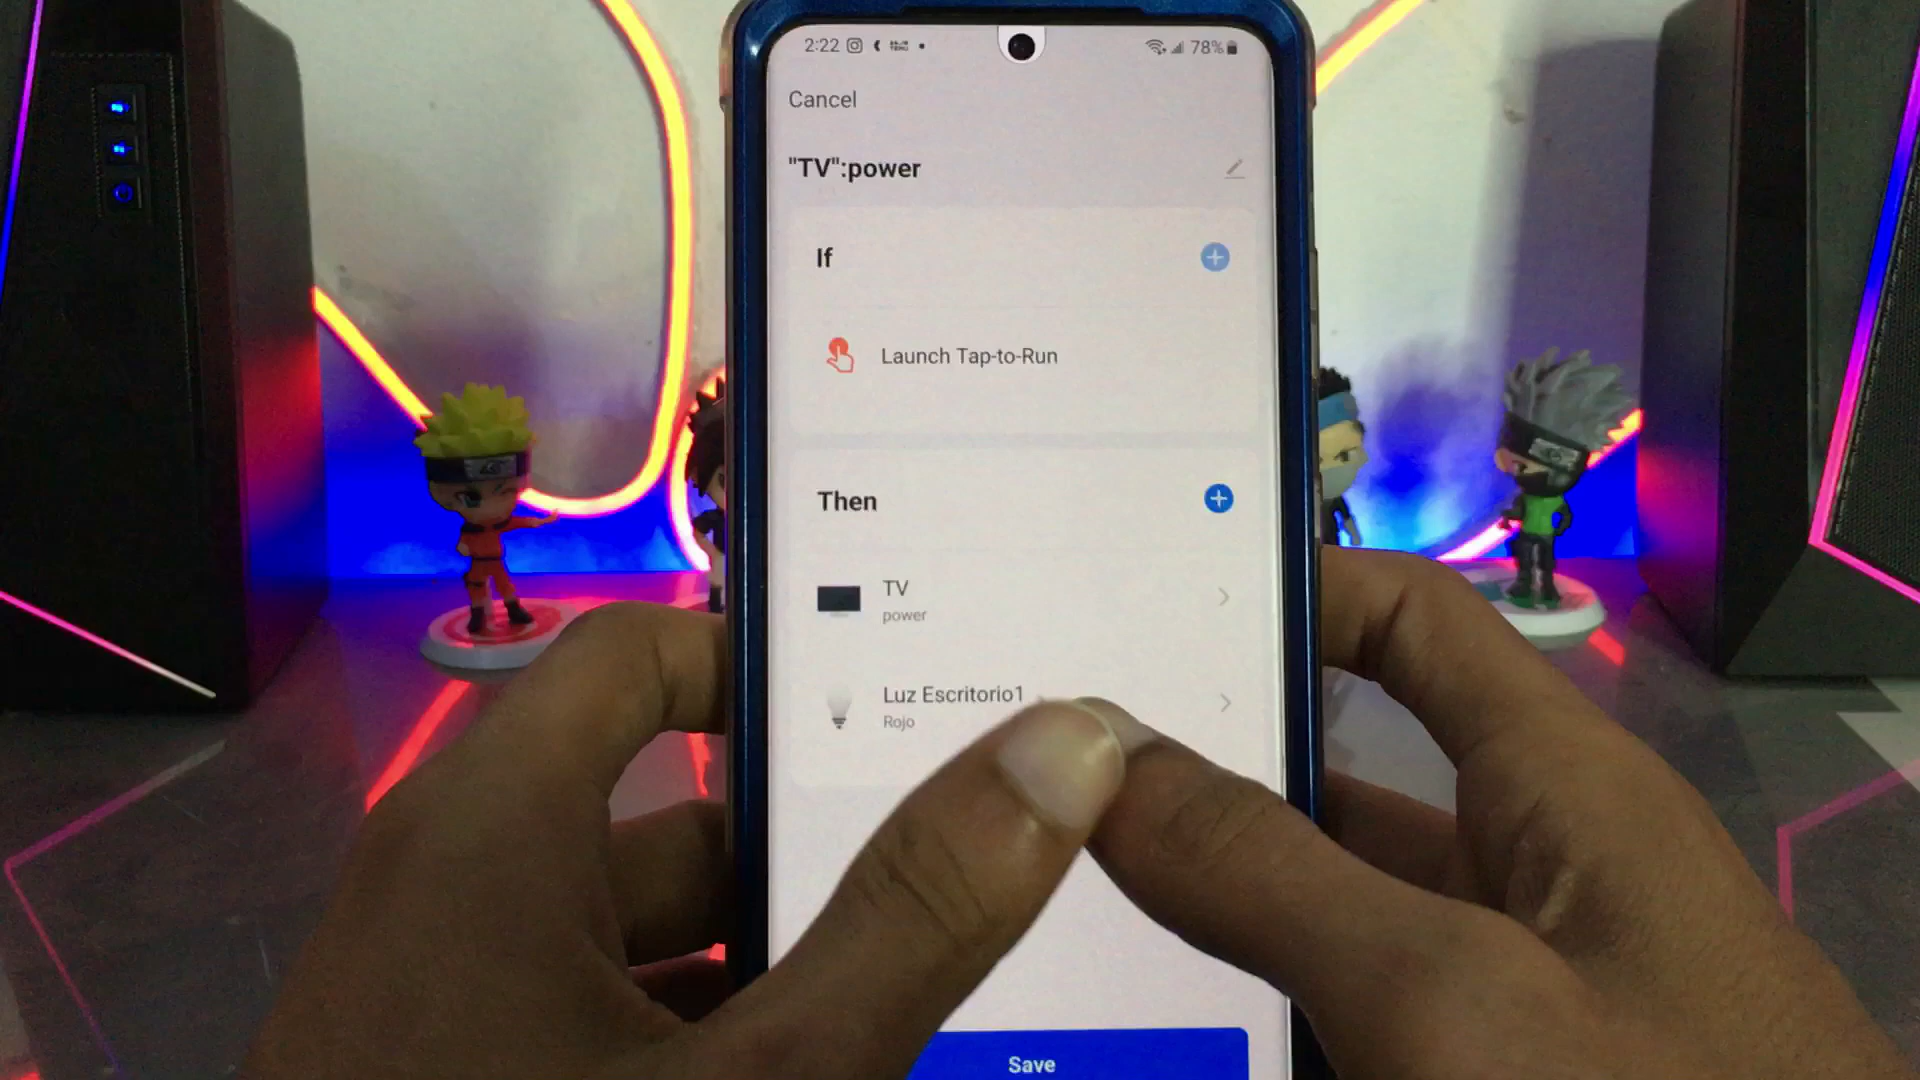 2:22
78%
Cancel
"TV":power
If
Launch Tap-to-Run
Then
TV
power
Luz Escritorio1
Rojo
Save